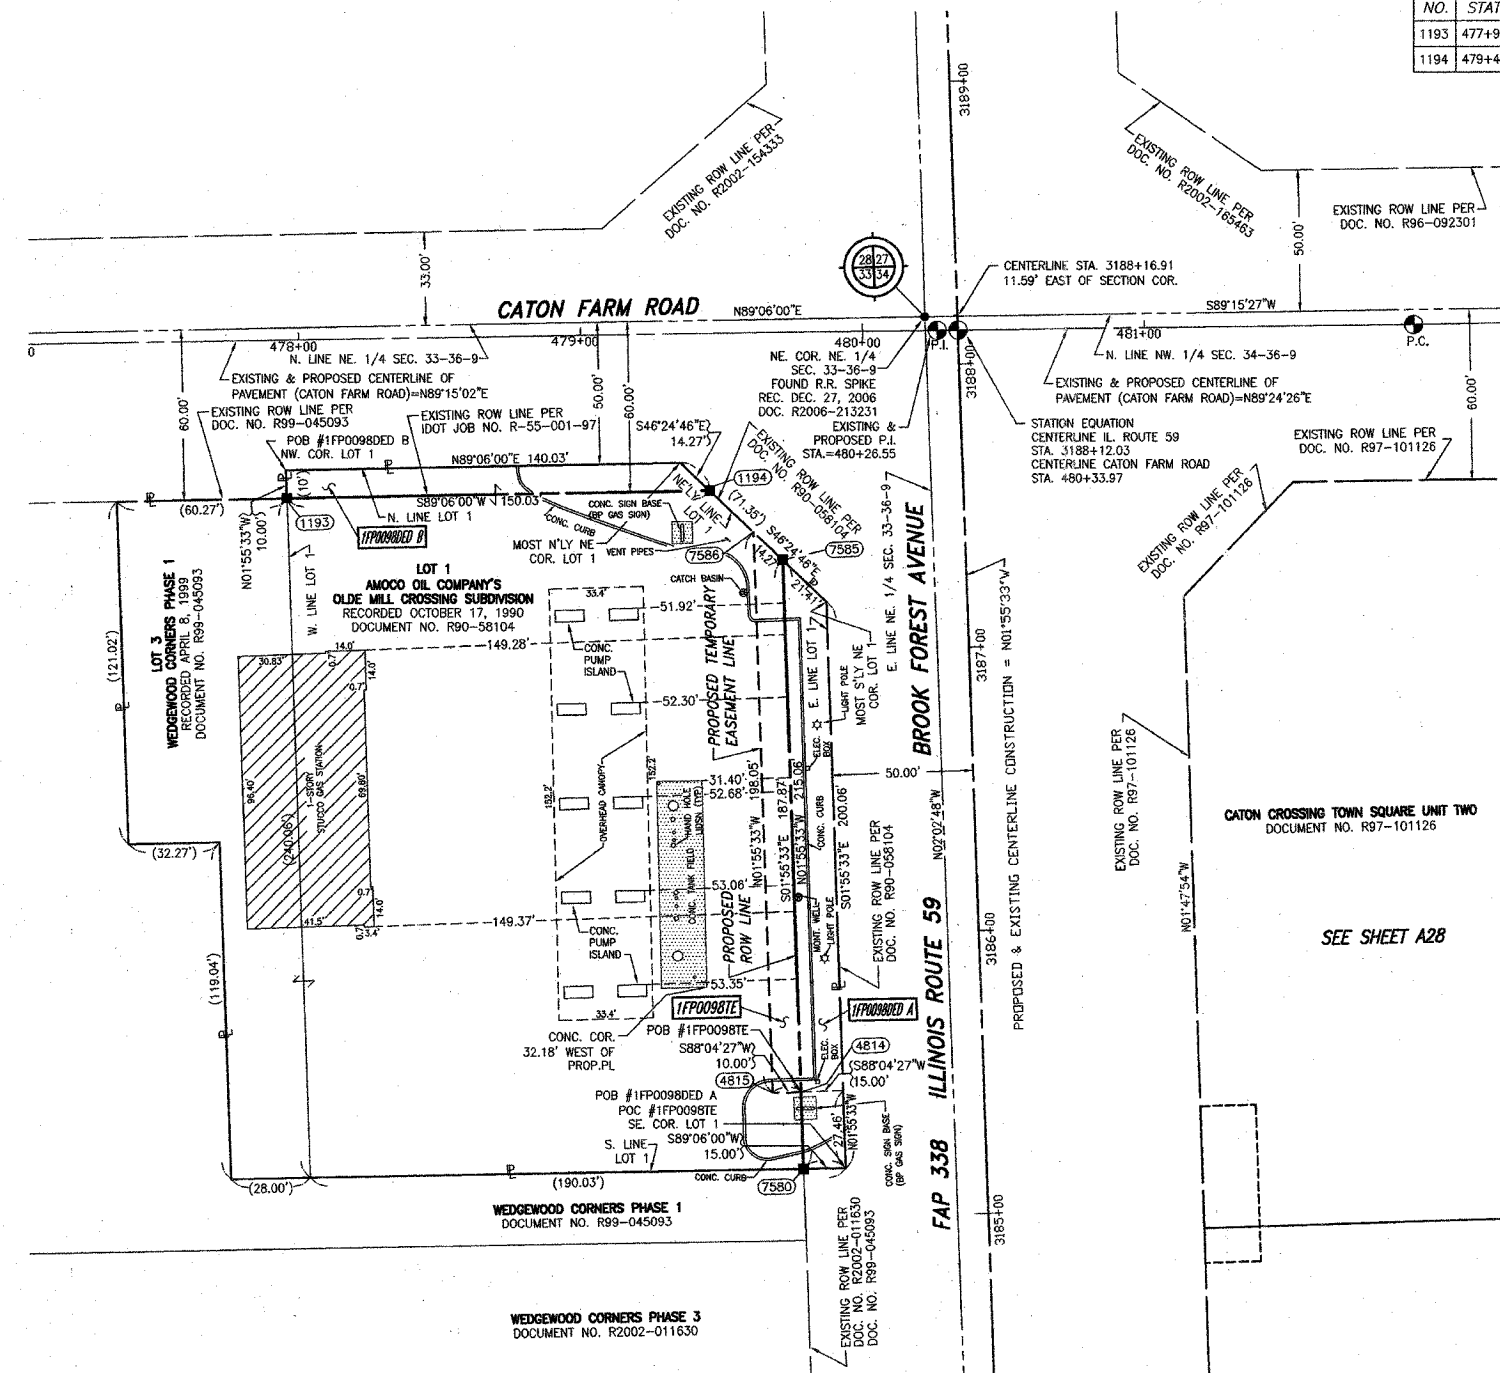 NO. STAT
1193 477+9
1194 479+4
3189+00
EXISTING ROW LINE PER
DOC. NO. R2002-154333
EXISTING ROW LINE PER
DOC. NO. R2002-165463
EXISTING ROW LINE PER
DOC. NO. R96-092301
33.00'
50.00'
28 27
33 34
CENTERLINE STA. 3188+16.91
11.59' EAST OF SECTION COR.
CATON FARM ROAD
N89°06'00"E
S89°15'27"W
0
478+00
479+00
480+00
481+00
P.I.
P.C.
3188+00
N. LINE NE. 1/4 SEC. 33-36-9
N. LINE NW. 1/4 SEC. 34-36-9
EXISTING & PROPOSED CENTERLINE OF
PAVEMENT (CATON FARM ROAD)=N89°15'02"E
EXISTING & PROPOSED CENTERLINE OF
PAVEMENT (CATON FARM ROAD)=N89°24'26"E
NE. COR. NE. 1/4
SEC. 33-36-9
FOUND R.R. SPIKE
REC. DEC. 27, 2006
DOC. R2006-213231
EXISTING &
PROPOSED P.I.
STA.=480+26.55
STATION EQUATION
CENTERLINE IL. ROUTE 59
STA. 3188+12.03
CENTERLINE CATON FARM ROAD
STA. 480+33.97
60.00'
50.00'
60.00'
60.00'
EXISTING ROW LINE PER
DOC. NO. R99-045093
EXISTING ROW LINE PER
IDOT JOB NO. R-55-001-97
EXISTING ROW LINE PER
DOC. NO. R97-101126
POB #1FP0098DED B
NW. COR. LOT 1
S46°24'46"E
14.27'
N89°06'00"E 140.03'
1194
EXISTING ROW LINE PER
DOC. NO. R90-058104
(71.35') S46°24'46"E
NE'LY LINE
LOT 1
(10')
(60.27')
S89°06'00"W 150.03'
N. LINE LOT 1
1193
N01°55'33"W
10.00'
1FP0098DED B
CONC. CURB
CONC. SIGN BASE
(BP GAS SIGN)
MOST N'LY NE
COR. LOT 1
VENT PIPES
7586
7585
14.27'
21.41'
EXISTING ROW LINE PER
DOC. NO. R97-101126
LOT 1
AMOCO OIL COMPANY'S
OLDE MILL CROSSING SUBDIVISION
RECORDED OCTOBER 17, 1990
DOCUMENT NO. R90-58104
W. LINE LOT 1
CATCH BASIN
33.4'
51.92'
LOT 3
WEDGEWOOD CORNERS PHASE 1
RECORDED APRIL 8, 1999
DOCUMENT NO. R99-045093
(121.02')
149.28'
14.0'
0.7'
30.83'
14.0'
0.7'
CONC.
PUMP
ISLAND
52.30'
PROPOSED TEMPORARY
EASEMENT LINE
E. LINE LOT 1
LIGHT POLE
MOST S'LY NE
COR. LOT 1
E. LINE NE. 1/4 SEC. 33-36-9
BROOK FOREST AVENUE
3187+00
PROPOSED & EXISTING CENTERLINE CONSTRUCTION = N01°55'33"W
ELEC.
BOX
96.40'
1-STORY
STUCCO GAS STATION
69.80'
(240.06')
152.2'
OVERHEAD CANOPY
152.2'
31.40'
52.68'
HAND HOLE
(TYP.)
CONC. TANK FIELD
N01°55'33"W 198.05'
S01°55'33"E 187.87'
N01°55'33"W 215.06'
CONC. CURB
S01°55'33"E 200.06'
50.00'
EXISTING ROW LINE PER
DOC. NO. R90-058104
N02°02'48"W
EXISTING ROW LINE PER
DOC. NO. R97-101126
CATON CROSSING TOWN SQUARE UNIT TWO
DOCUMENT NO. R97-101126
N01°47'54"W
SEE SHEET A28
(32.27')
53.06'
0.7'
14.0'
41.5'
0.7'
3.4'
149.37'
CONC.
PUMP
ISLAND
PROPOSED
ROW LINE
MONT. WELL
LIGHT POLE
3186+00
53.35'
33.4'
(119.04')
1FP0098TE
1FP0098DED A
CONC. COR.
32.18' WEST OF
PROP.PL
POB #1FP0098TE
S88°04'27"W
10.00'
4815
ELEC.
BOX
4814
S88°04'27"W
15.00'
POB #1FP0098DED A
POC #1FP0098TE
SE. COR. LOT 1
S89°06'00"W
15.00'
S. LINE
LOT 1
27.46'
N01°55'33"W
CONC. SIGN BASE
(BP GAS SIGN)
CONC. CURB
7580
(28.00')
(190.03')
FAP 338 ILLINOIS ROUTE 59
3185+00
WEDGEWOOD CORNERS PHASE 1
DOCUMENT NO. R99-045093
EXISTING ROW LINE PER
DOC. NO. R2002-011630
DOC. NO. R99-045093
WEDGEWOOD CORNERS PHASE 3
DOCUMENT NO. R2002-011630